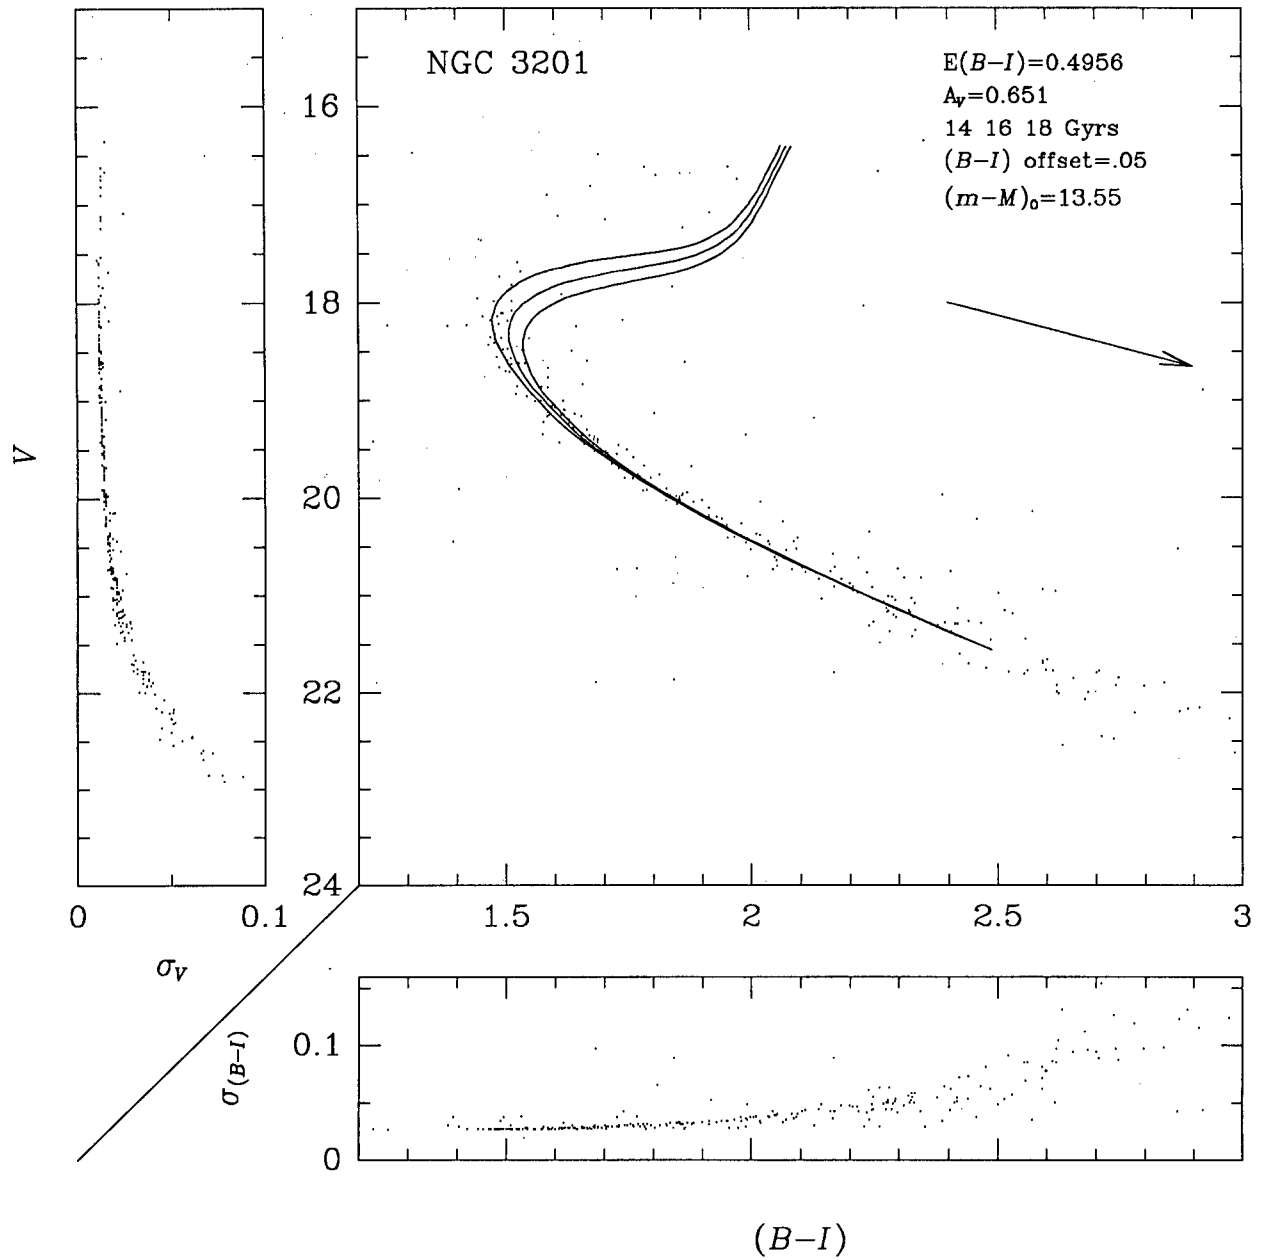 NGC 3201
E(B−I)=0.4956
A_V=0.651
14 16 18 Gyrs
(B−I) offset=.05
(m−M)₀=13.55
16
18
20
22
24
V
0
0.1
1.5
2
2.5
3
σ_V
σ_(B−I)
0.1
0
(B−I)